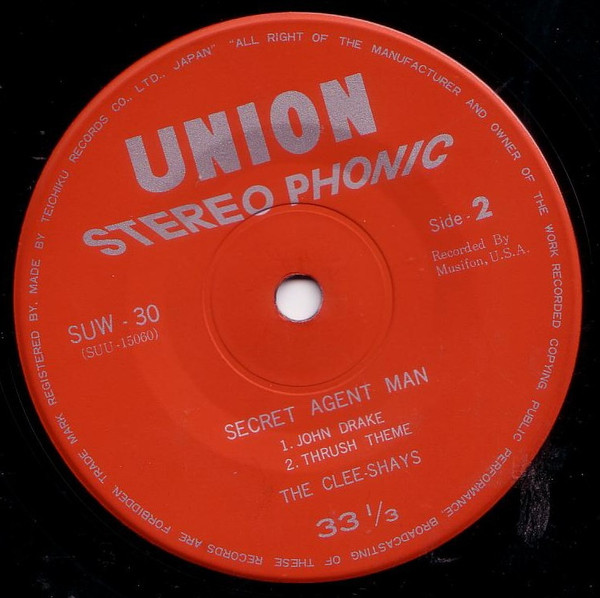 UNION
STEREO PHONIC
Side - 2
Recorded By
Musifon, U.S.A.
SUW - 30
(SUU-15060)
SECRET AGENT MAN
1. JOHN DRAKE
2. THRUSH THEME
THE CLEE-SHAYS
33 1/3
TRADE MARK REGISTERED BY. MADE BY TEICHIKU RECORDS CO., LTD., JAPAN" "ALL RIGHT OF THE MANUFACTURER AND OWNER OF THE WORK RECORDED COPYING. PUBLIC PERFORMANCE. BROADCASTING OF THESE RECORDS ARE FORBIDDEN.